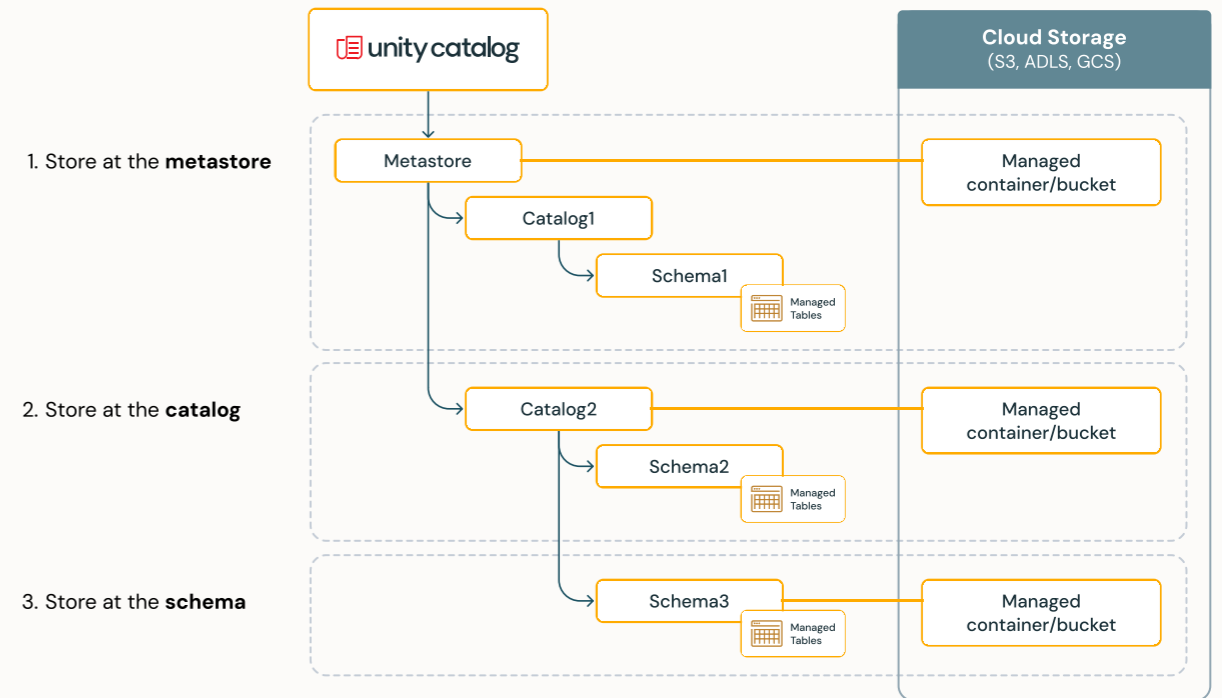 unity catalog
Cloud Storage
(S3, ADLS, GCS)
1. Store at the metastore
Metastore
Managed
container/bucket
Catalog1
Schema1
Managed
Tables
2. Store at the catalog
Catalog2
Managed
container/bucket
Schema2
Managed
Tables
3. Store at the schema
Schema3
Managed
container/bucket
Managed
Tables